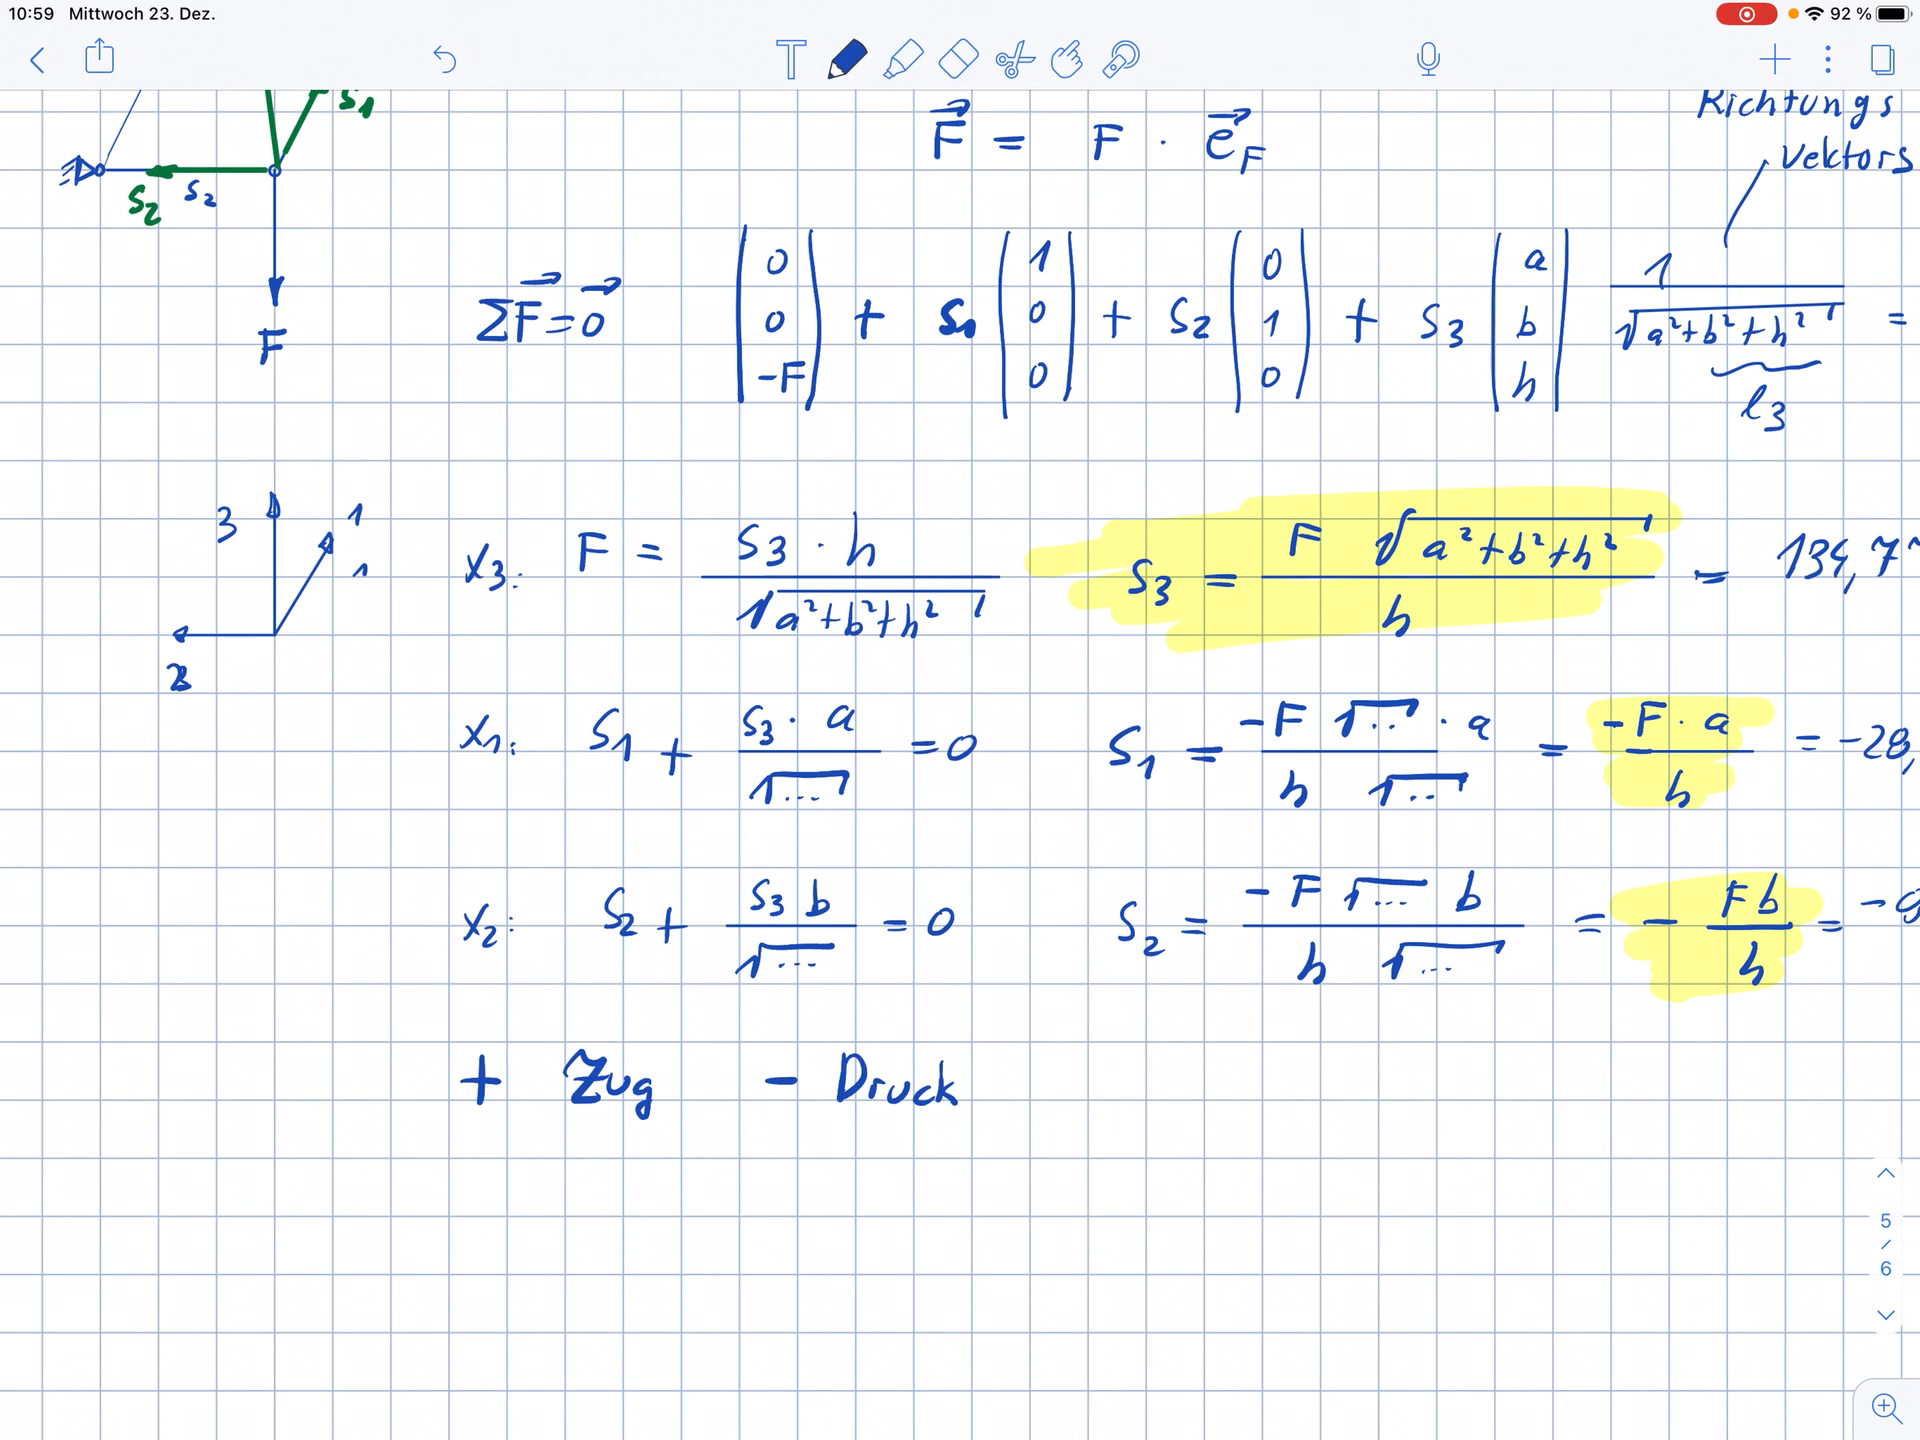 10:59 Mittwoch 23. Dez.
92 %
T
S1
Richtungs
Vektors
F⃗ = F · e⃗_F
S2 s2
F
ΣF⃗ = 0⃗ |0 0 -F| + S1 |1 0 0| + S2 |0 1 0| + S3 |a b h| 1/√(a²+b²+h²) =
l3
3 1 1
2
x3: F = S3 · h / √(a²+b²+h²) S3 = F √(a²+b²+h²) / h = 134,7
x1: S1 + S3 · a / √... = 0 S1 = -F √... · a / h √... = -F · a / h = -28,
x2: S2 + S3 b / √... = 0 S2 = -F √... b / h √... = - F b / h = -
+ Zug - Druck
5
/
6